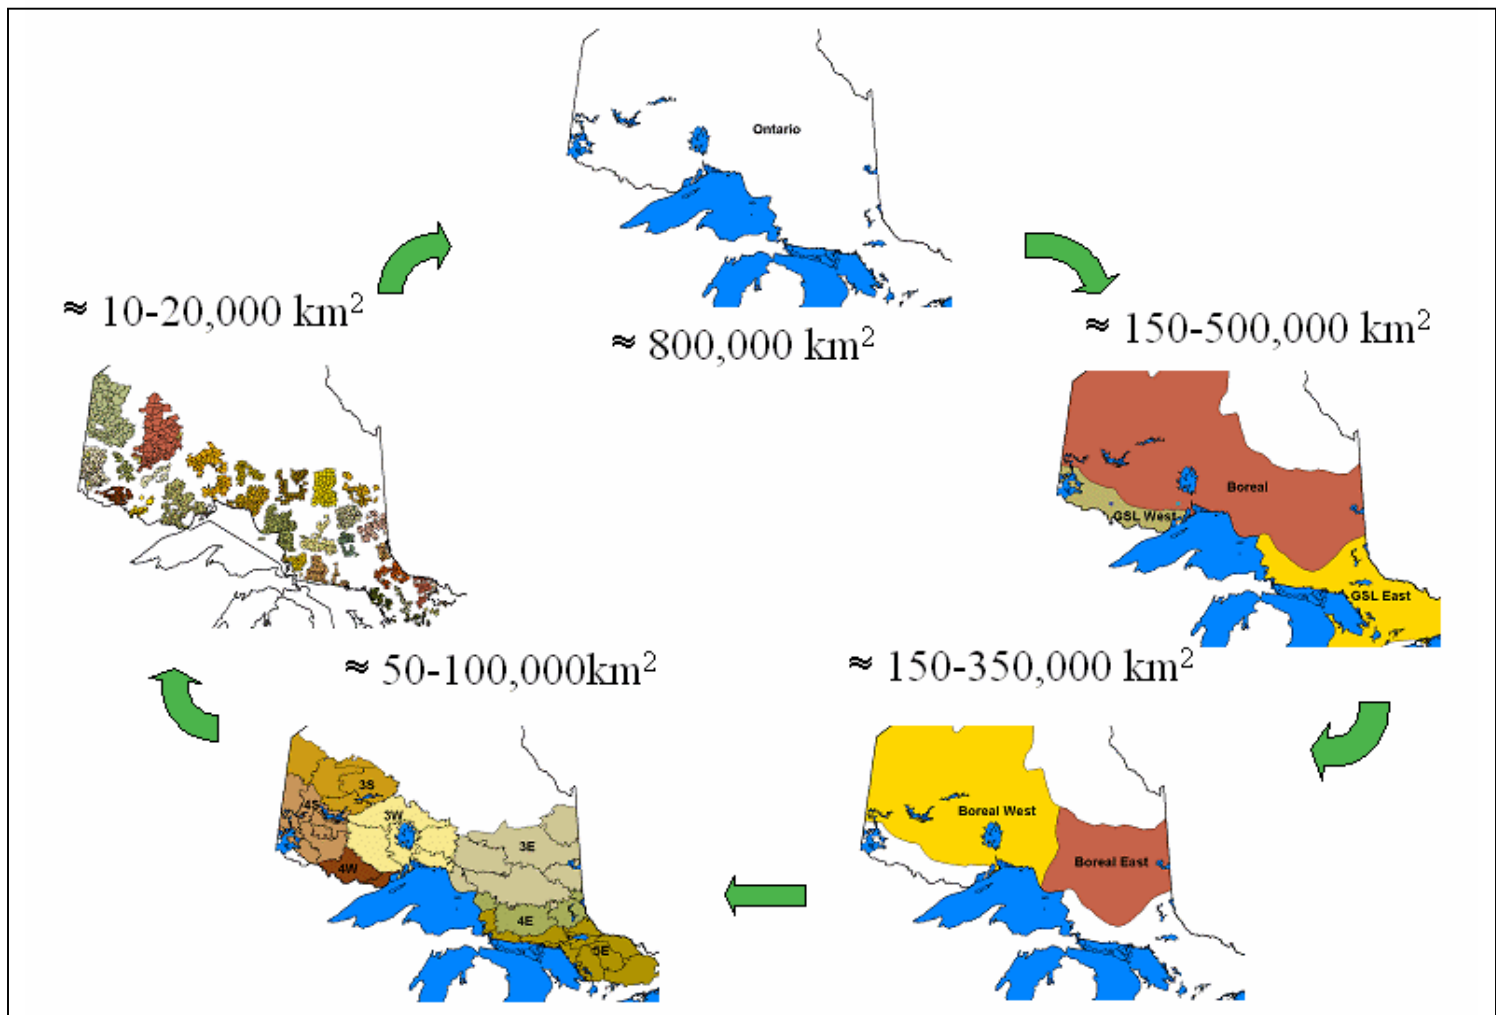 Ontario
≈ 10-20,000 km²
≈ 800,000 km²
≈ 150-500,000 km²
Boreal
GSL West
GSL East
≈ 50-100,000km²
≈ 150-350,000 km²
3S
4S
3W
3E
4W
4E
5E
Boreal West
Boreal East